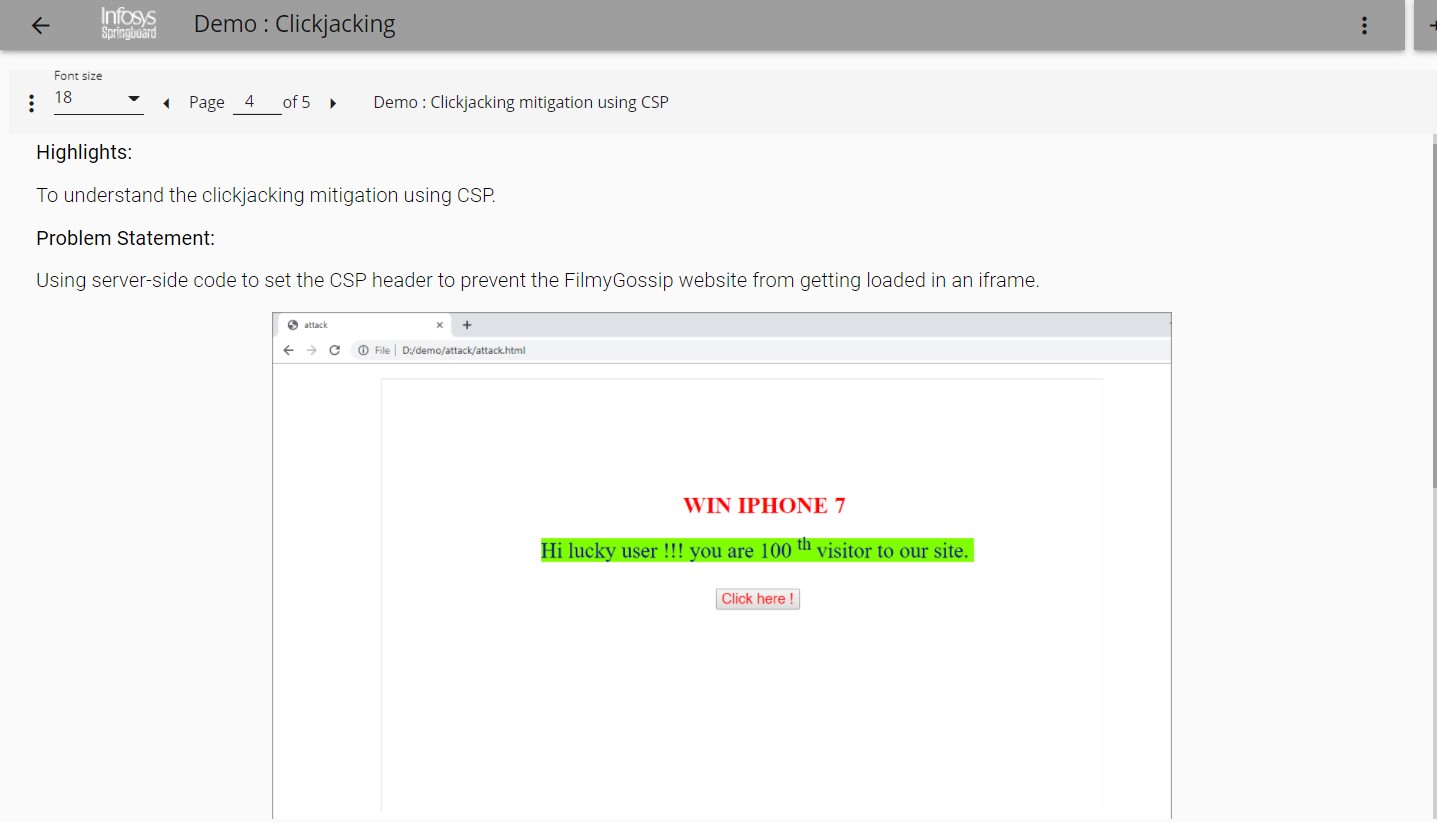 Infosys
Springboard
Demo : Clickjacking
Font size
18
Page 4 of 5
Demo : Clickjacking mitigation using CSP
Highlights:
To understand the clickjacking mitigation using CSP.
Problem Statement:
Using server-side code to set the CSP header to prevent the FilmyGossip website from getting loaded in an iframe.
attack
File | D:/demo/attack/attack.html
WIN IPHONE 7
Hi lucky user !!! you are 100 th visitor to our site.
Click here !